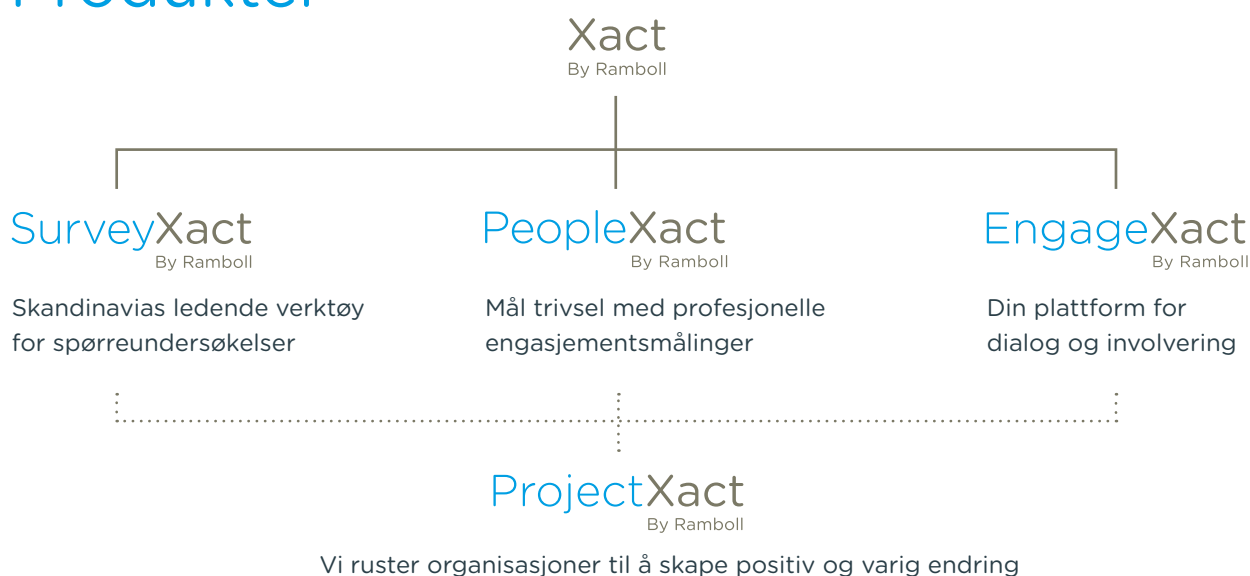 Produkter
Xact
By Ramboll
SurveyXact
By Ramboll
Skandinavias ledende verktøy
for spørreundersøkelser
PeopleXact
By Ramboll
Mål trivsel med profesjonelle
engasjementsmålinger
EngageXact
By Ramboll
Din plattform for
dialog og involvering
ProjectXact
By Ramboll
Vi ruster organisasjoner til å skape positiv og varig endring